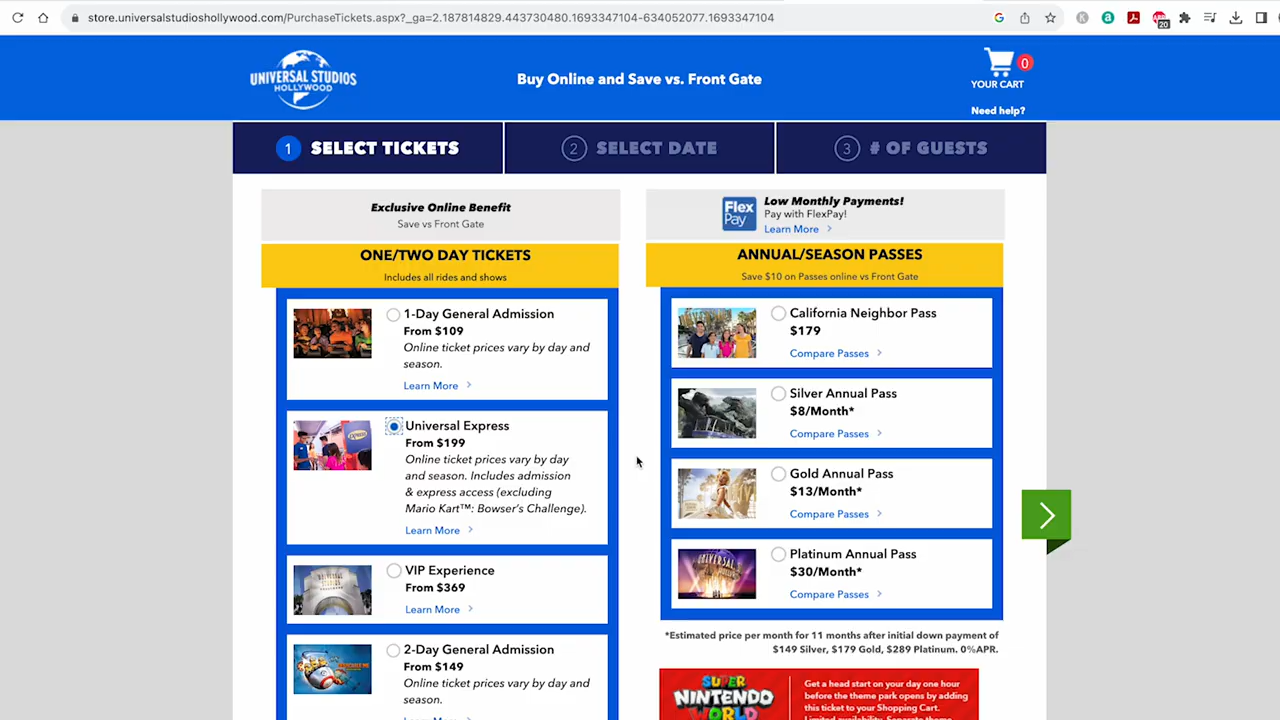 store.universalstudioshollywood.com/PurchaseTickets.aspx?_ga=2.187814829.443730480.1693347104-634052077.1693347104
20
UNIVERSAL STUDIOS
HOLLYWOOD
Buy Online and Save vs. Front Gate
0
YOUR CART
Need help?
1 SELECT TICKETS
2 SELECT DATE
3 # OF GUESTS
Exclusive Online Benefit
Save vs Front Gate
ONE/TWO DAY TICKETS
Includes all rides and shows
1-Day General Admission
From $109
Online ticket prices vary by day and
season.
Learn More >
Universal Express
From $199
Online ticket prices vary by day
and season. Includes admission
& express access (excluding
Mario Kart™: Bowser's Challenge).
Learn More >
VIP Experience
From $369
Learn More >
2-Day General Admission
From $149
Online ticket prices vary by day and
season.
Flex
Pay
Low Monthly Payments!
Pay with FlexPay!
Learn More >
ANNUAL/SEASON PASSES
Save $10 on Passes online vs Front Gate
California Neighbor Pass
$179
Compare Passes >
Silver Annual Pass
$8/Month*
Compare Passes >
Gold Annual Pass
$13/Month*
Compare Passes >
Platinum Annual Pass
$30/Month*
Compare Passes >
*Estimated price per month for 11 months after initial down payment of
$149 Silver, $179 Gold, $289 Platinum. 0%APR.
SUPER
NINTENDO
WORLD
Get a head start on your day one hour
before the theme park opens by adding
this ticket to your Shopping Cart.
Limited availability. Separate theme